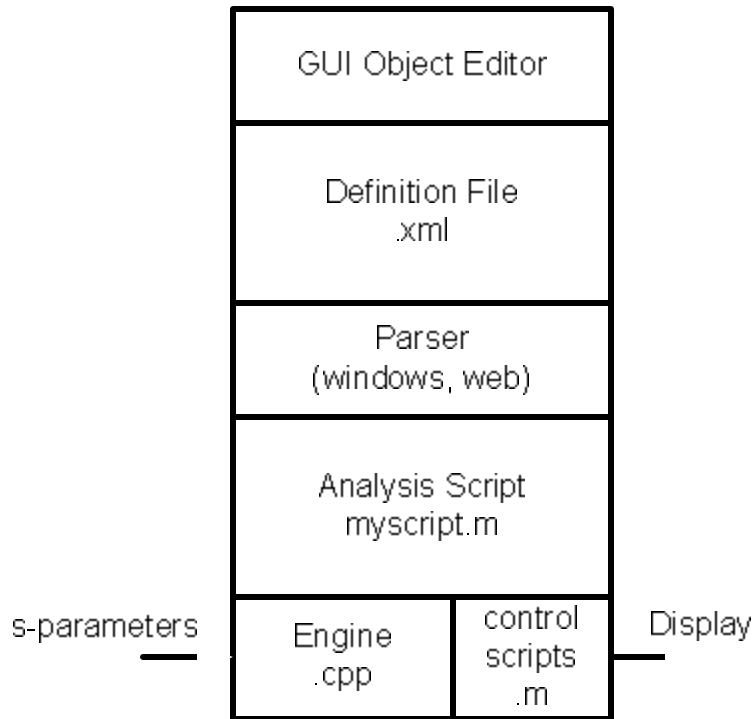 GUI Object Editor
Definition File
.xml
Parser
(windows, web)
Analysis Script
myscript.m
s-parameters
Engine
.cpp
control
scripts
.m
Display